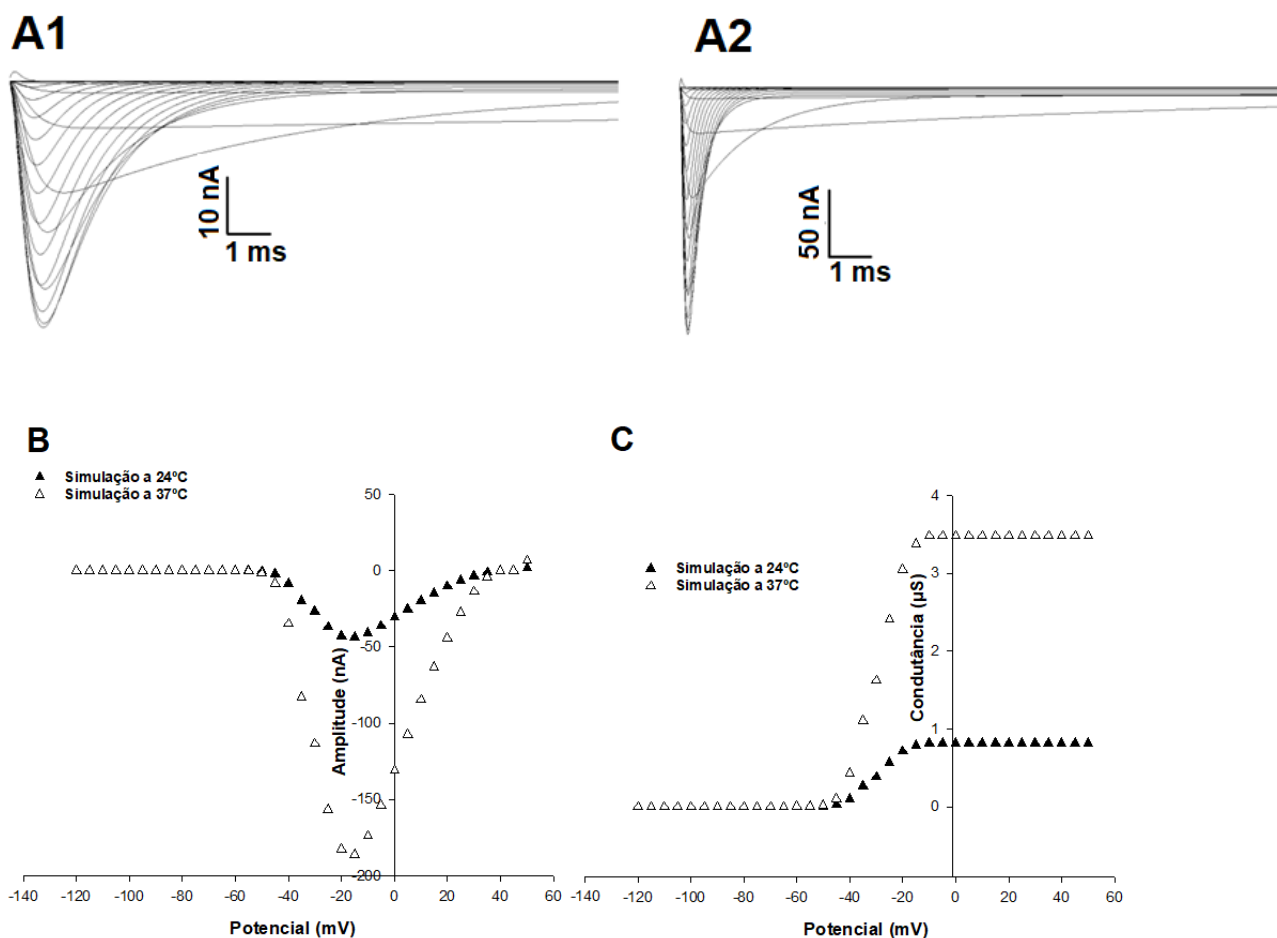 A1
A2
10 nA
1 ms
50 nA
1 ms
B
Simulação a 24ºC
Simulação a 37ºC
50
0
-50
-100
-150
-200
Amplitude (nA)
-140 -120 -100 -80 -60 -40 -20 0 20 40 60
Potencial (mV)
C
Simulação a 24ºC
Simulação a 37ºC
4
3
2
1
0
Condutância (µS)
-140 -120 -100 -80 -60 -40 -20 0 20 40 60
Potencial (mV)